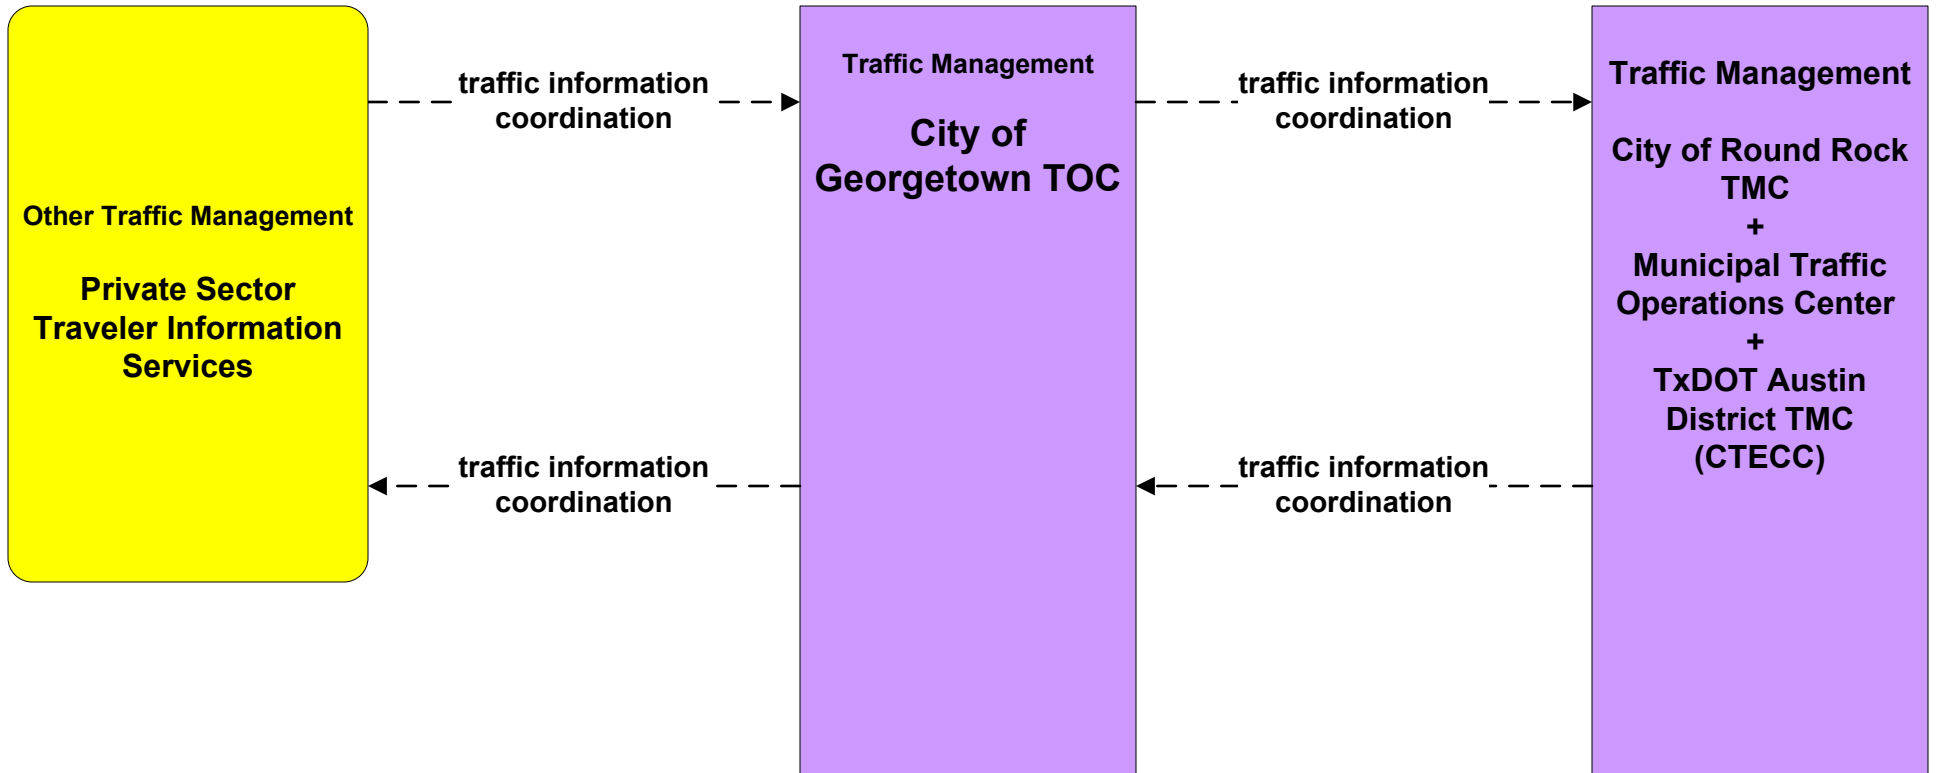 Other Traffic Management
Private Sector
Traveler Information
Services
traffic information
coordination
traffic information
coordination
Traffic Management
City of
Georgetown TOC
traffic information
coordination
traffic information
coordination
Traffic Management
City of Round Rock
TMC
+
Municipal Traffic
Operations Center
+
TxDOT Austin
District TMC
(CTECC)